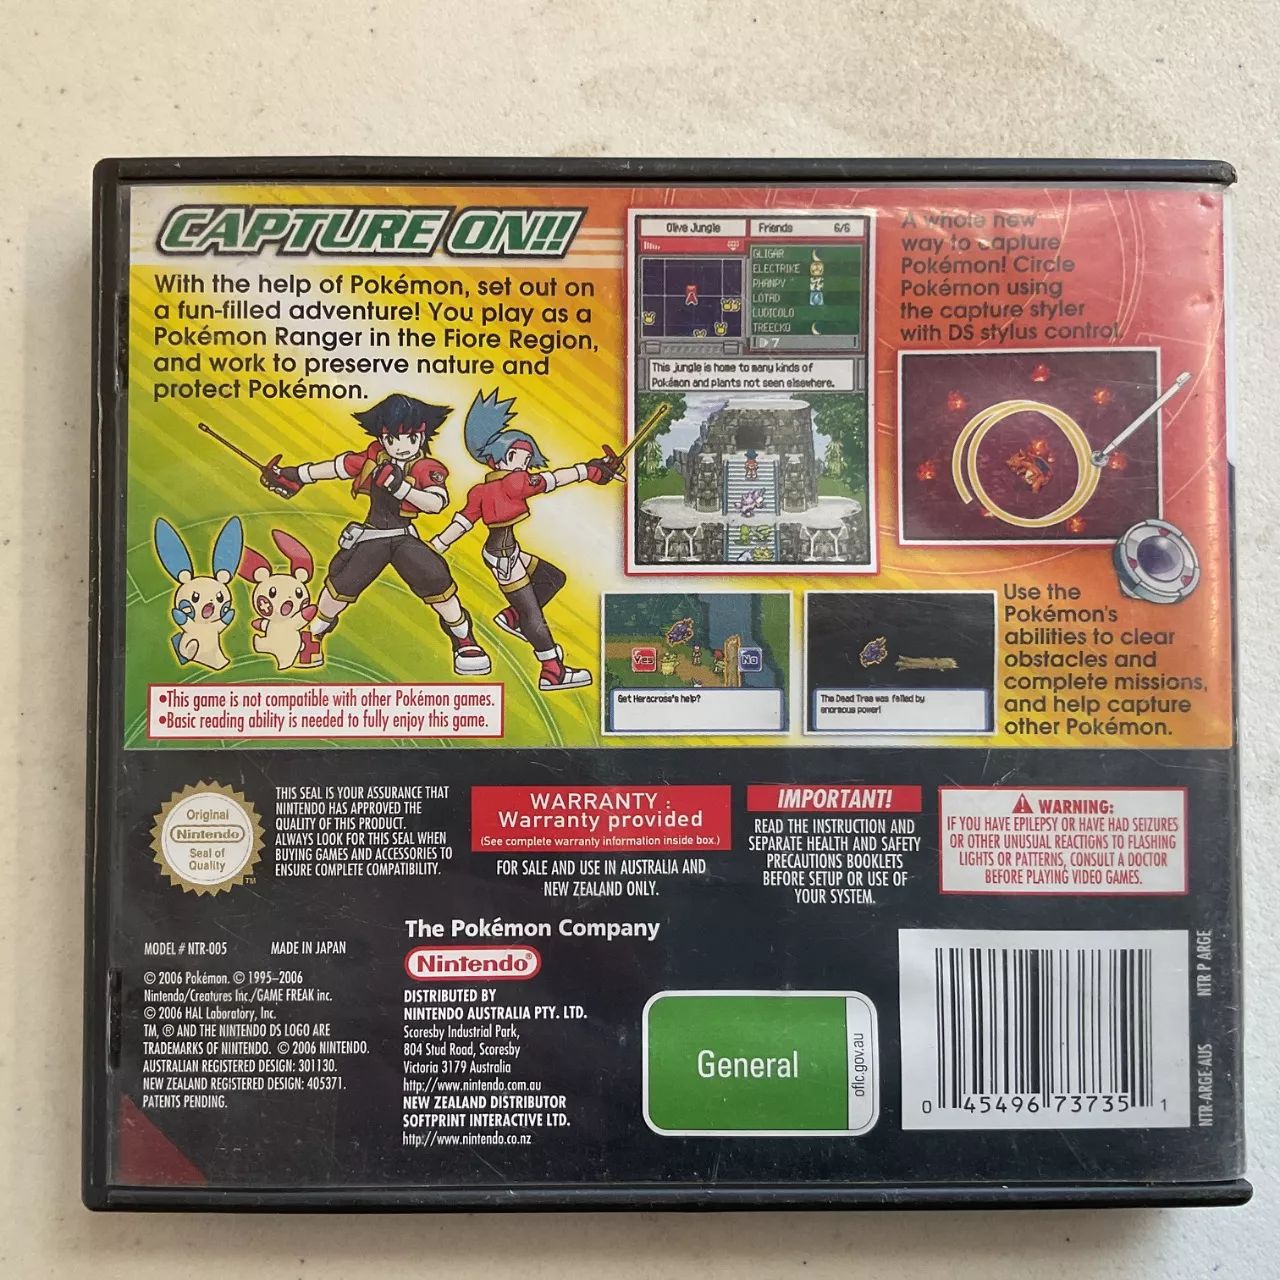 CAPTURE ON!!
With the help of Pokémon, set out on
a fun-filled adventure! You play as a
Pokémon Ranger in the Fiore Region,
and work to preserve nature and
protect Pokémon.
•This game is not compatible with other Pokémon games.
•Basic reading ability is needed to fully enjoy this game.
Olive Jungle
Friends 6/6
GLIGAR
ELECTRIKE
PHANPY
LOTAD
LUDICOLO
TREECKO
7
This jungle is home to many kinds of
Pokémon and plants not seen elsewhere.
A whole new
way to capture
Pokémon! Circle
Pokémon using
the capture styler
with DS stylus control.
Yes
No
Get Heracross's help?
The Dead Tree was felled by
enormous power!
Use the
Pokémon's
abilities to clear
obstacles and
complete missions,
and help capture
other Pokémon.
Original
Nintendo
Seal of
Quality
TM
THIS SEAL IS YOUR ASSURANCE THAT
NINTENDO HAS APPROVED THE
QUALITY OF THIS PRODUCT.
ALWAYS LOOK FOR THIS SEAL WHEN
BUYING GAMES AND ACCESSORIES TO
ENSURE COMPLETE COMPATIBILITY.
WARRANTY :
Warranty provided
(See complete warranty information inside box.)
FOR SALE AND USE IN AUSTRALIA AND
NEW ZEALAND ONLY.
IMPORTANT!
READ THE INSTRUCTION AND
SEPARATE HEALTH AND SAFETY
PRECAUTIONS BOOKLETS
BEFORE SETUP OR USE OF
YOUR SYSTEM.
WARNING:
IF YOU HAVE EPILEPSY OR HAVE HAD SEIZURES
OR OTHER UNUSUAL REACTIONS TO FLASHING
LIGHTS OR PATTERNS, CONSULT A DOCTOR
BEFORE PLAYING VIDEO GAMES.
MODEL # NTR-005 MADE IN JAPAN
© 2006 Pokémon. © 1995–2006
Nintendo/Creatures Inc./GAME FREAK inc.
© 2006 HAL Laboratory, Inc.
TM, ® AND THE NINTENDO DS LOGO ARE
TRADEMARKS OF NINTENDO. © 2006 NINTENDO.
AUSTRALIAN REGISTERED DESIGN: 301130.
NEW ZEALAND REGISTERED DESIGN: 405371.
PATENTS PENDING.
The Pokémon Company
Nintendo®
DISTRIBUTED BY
NINTENDO AUSTRALIA PTY. LTD.
Scoresby Industrial Park,
804 Stud Road, Scoresby
Victoria 3179 Australia
http://www.nintendo.com.au
NEW ZEALAND DISTRIBUTOR
SOFTPRINT INTERACTIVE LTD.
http://www.nintendo.co.nz
General
oflc.gov.au
0 45496 73735 1
NTR-ARGE-AUS NTR P ARGE